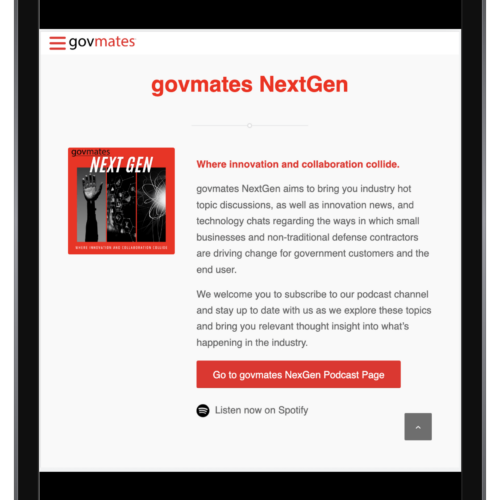 govmates
govmates NextGen
govmates
NEXT GEN
WHERE INNOVATION AND COLLABORATION COLLIDE
Where innovation and collaboration collide.
govmates NextGen aims to bring you industry hot
topic discussions, as well as innovation news, and
technology chats regarding the ways in which small
businesses and non-traditional defense contractors
are driving change for government customers and the
end user.
We welcome you to subscribe to our podcast channel
and stay up to date with us as we explore these topics
and bring you relevant thought insight into what's
happening in the industry.
Go to govmates NexGen Podcast Page
Listen now on Spotify